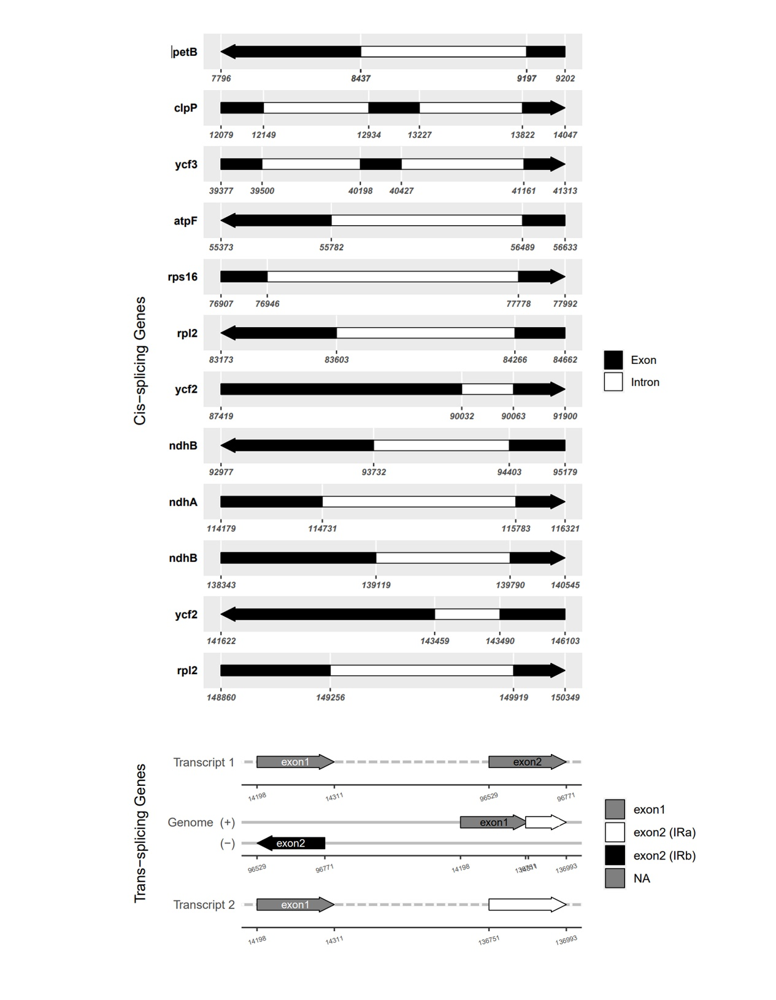 petB
7796 8437 9197 9202
clpP
12079 12149 12934 13227 13822 14047
ycf3
39377 39500 40198 40427 41161 41313
atpF
55373 55782 56489 56633
rps16
76907 76946 77778 77992
rpl2
83173 83603 84266 84662
ycf2
87419 90032 90063 91900
ndhB
92977 93732 94403 95179
ndhA
114179 114731 115783 116321
ndhB
138343 139119 139790 140545
ycf2
141622 143459 143490 146103
rpl2
148860 149256 149919 150349
Cis−splicing Genes
Exon
Intron
Trans−splicing Genes
Transcript 1 exon1 exon2
14198 14311 96529 96771
Genome (+) exon1
(−) exon2
96529 96771 14198 136993
Transcript 2 exon1
14198 14311 136751 136993
exon1
exon2 (IRa)
exon2 (IRb)
NA